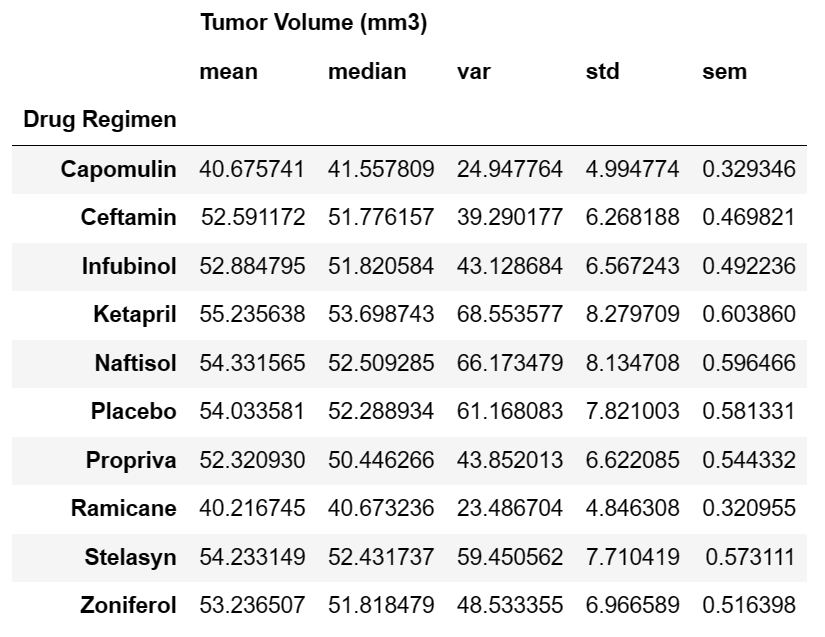 Tumor Volume (mm3)
mean median var std sem
Drug Regimen
Capomulin 40.675741 41.557809 24.947764 4.994774 0.329346
Ceftamin 52.591172 51.776157 39.290177 6.268188 0.469821
Infubinol 52.884795 51.820584 43.128684 6.567243 0.492236
Ketapril 55.235638 53.698743 68.553577 8.279709 0.603860
Naftisol 54.331565 52.509285 66.173479 8.134708 0.596466
Placebo 54.033581 52.288934 61.168083 7.821003 0.581331
Propriva 52.320930 50.446266 43.852013 6.622085 0.544332
Ramicane 40.216745 40.673236 23.486704 4.846308 0.320955
Stelasyn 54.233149 52.431737 59.450562 7.710419 0.573111
Zoniferol 53.236507 51.818479 48.533355 6.966589 0.516398